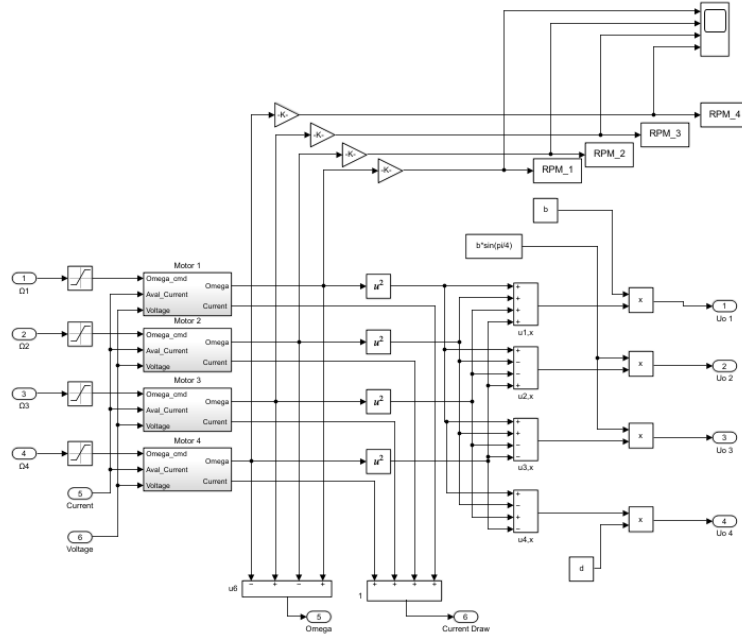 -K-
RPM_4
-K-
RPM_3
-K-
RPM_2
-K-
RPM_1
b
b*sin(pi/4)
Motor 1
1
Ω1
Omega_cmd
Aval_Current
Voltage
Omega
Current
u²
+
+
+
+
u1,x
x
1
Uo 1
Motor 2
2
Ω2
Omega_cmd
Aval_Current
Voltage
Omega
Current
u²
+
−
−
+
u2,x
x
2
Uo 2
Motor 3
3
Ω3
Omega_cmd
Aval_Current
Voltage
Omega
Current
u²
+
+
−
−
u3,x
x
3
Uo 3
Motor 4
4
Ω4
Omega_cmd
Aval_Current
Voltage
Omega
Current
u²
+
−
+
−
u4,x
x
4
Uo 4
5
Current
6
Voltage
d
− + − +
u6
+ + + +
1
5
Omega
6
Current Draw